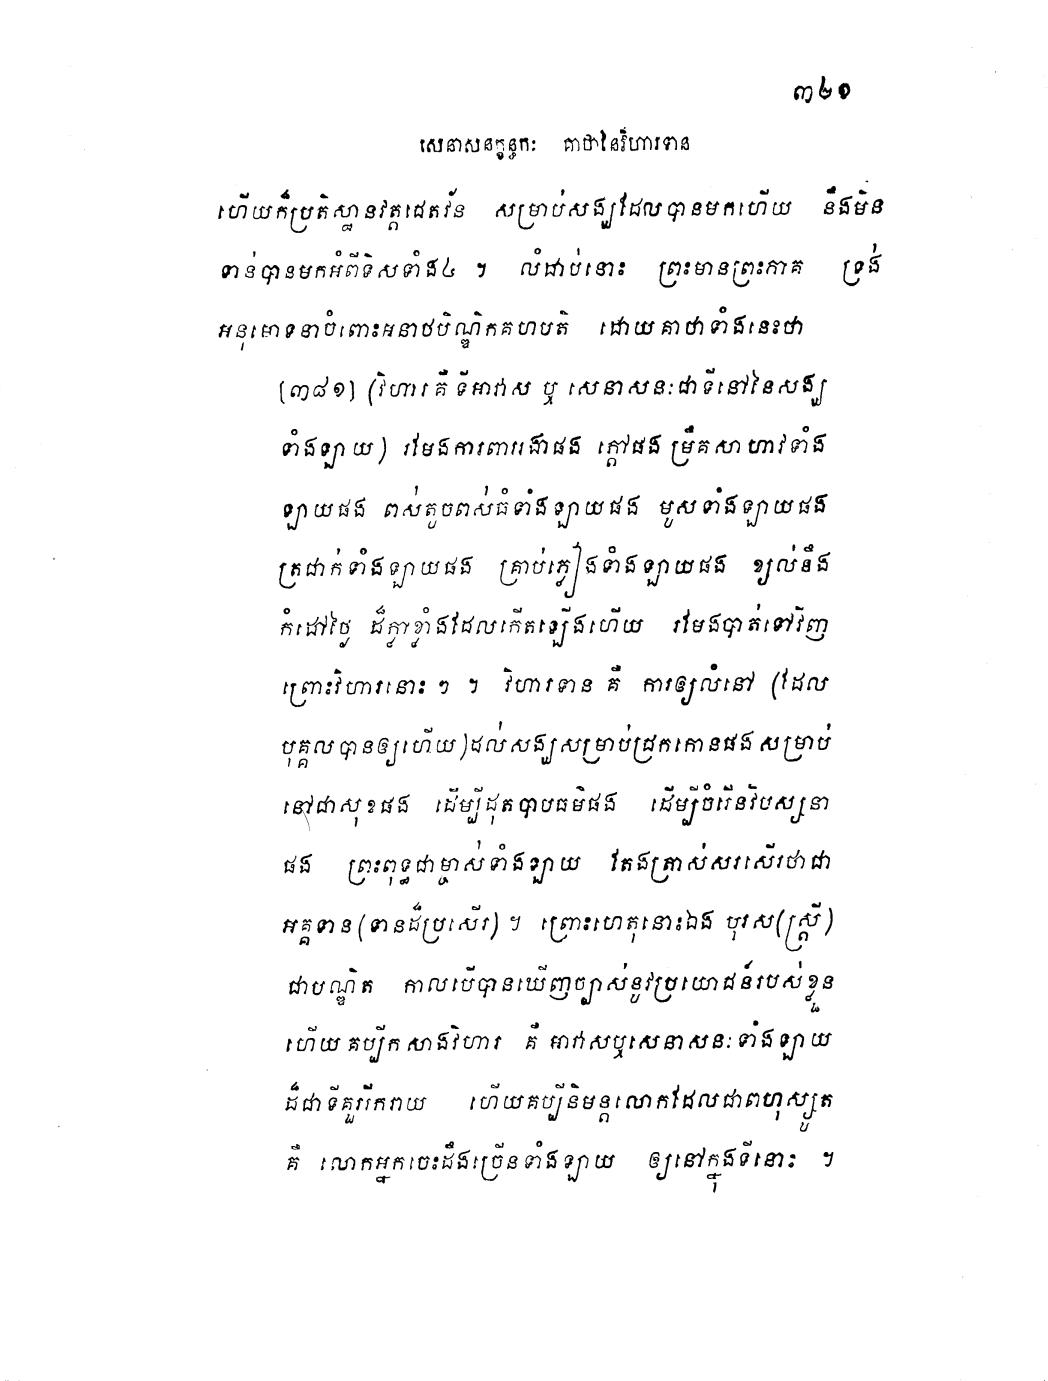 ៣៤១
សេនាសនក្ខន្ធកៈ គាថានៃវិហារទាន
ហើយក៏ប្រតិស្ឋានវត្តជេតវ័ន សម្រាប់សង្ឃដែលបានមកហើយ នឹងមិន
ទាន់បានមកអំពីទិសទាំង៤ ។ លំដាប់នោះ ព្រះមានព្រះភាគ ទ្រង់
អនុមោទនាចំពោះអនាថបិណ្ឌិកគហបតិ ដោយគាថាទាំងនេះថា
(៣៨១) (វិហារគឺ ទីអាវាស ឬ សេនាសនៈជាទីនៅនៃសង្ឃ
ទាំងឡាយ) រមែងការពាររងាផង ក្តៅផង ម្រឹគសាហាវទាំង
ឡាយផង ពស់តូចពស់ធំទាំងឡាយផង មូសទាំងឡាយផង
ត្រជាក់ទាំងឡាយផង គ្រាប់ភ្លៀងទាំងឡាយផង ខ្យល់នឹង
កំដៅថ្ងៃ ដ៏ក្លាខ្លាំងដែលកើតឡើងហើយ រមែងបាត់ទៅវិញ
ព្រោះវិហារនោះ ៗ ។ វិហារទាន គឺ ការឲ្យលំនៅ (ដែល
បុគ្គលបានឲ្យហើយ)ដល់សង្ឃសម្រាប់ជ្រកកោនផង សម្រាប់
នៅជាសុខផង ដើម្បីដុតបាបធម៌ផង ដើម្បីចំរើនវិបស្សនា
ផង ព្រះពុទ្ធជាម្ចាស់ទាំងឡាយ តែងត្រាស់សរសើរថាជា
អគ្គទាន(ទានដ៏ប្រសើរ) ។ ព្រោះហេតុនោះឯង បុរស(ស្ត្រី)
ជាបណ្ឌិត កាលបើបានឃើញច្បាស់នូវប្រយោជន៍របស់ខ្លួន
ហើយ គប្បីកសាងវិហារ គឺ អាវាសឬសេនាសនៈទាំងឡាយ
ដ៏ជាទីគួររីករាយ ហើយគប្បីនិមន្តលោកដែលជាពហុស្សូត
គឺ លោកអ្នកចេះដឹងច្រើនទាំងឡាយ ឲ្យនៅក្នុងទីនោះ ។